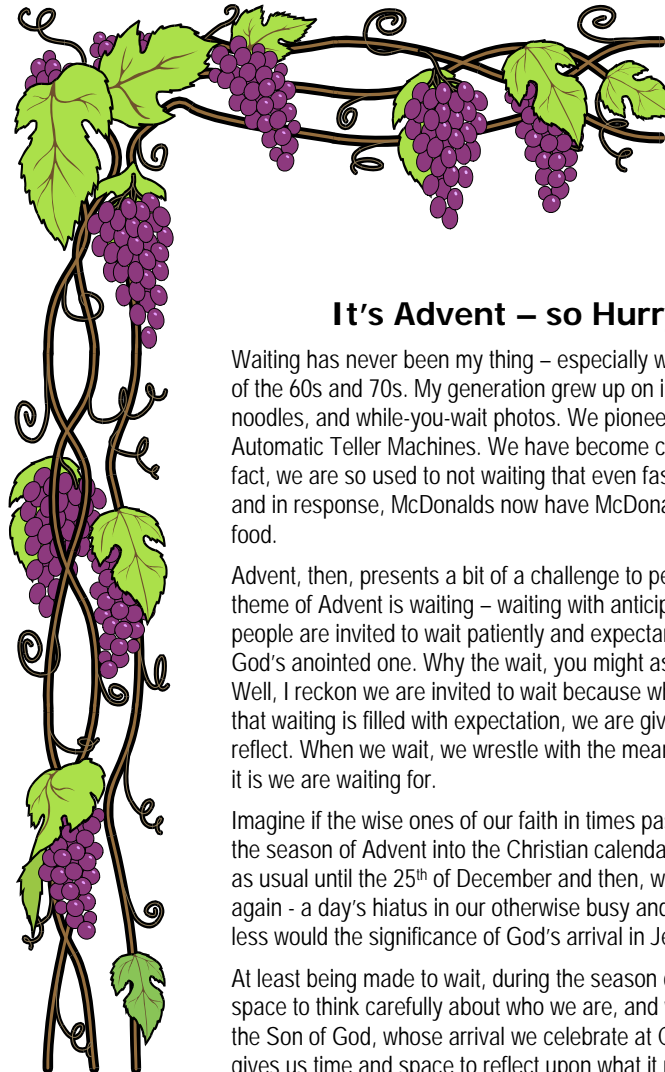 It's Advent – so Hurr
Waiting has never been my thing – especially w
of the 60s and 70s. My generation grew up on i
noodles, and while-you-wait photos. We pionee
Automatic Teller Machines. We have become c
fact, we are so used to not waiting that even fas
and in response, McDonalds now have McDona
food.
Advent, then, presents a bit of a challenge to pe
theme of Advent is waiting – waiting with anticip
people are invited to wait patiently and expectar
God's anointed one. Why the wait, you might as
Well, I reckon we are invited to wait because wh
that waiting is filled with expectation, we are giv
reflect. When we wait, we wrestle with the mean
it is we are waiting for.
Imagine if the wise ones of our faith in times pas
the season of Advent into the Christian calenda
as usual until the 25th of December and then, w
again - a day's hiatus in our otherwise busy and
less would the significance of God's arrival in Je
At least being made to wait, during the season o
space to think carefully about who we are, and
the Son of God, whose arrival we celebrate at C
gives us time and space to reflect upon what it